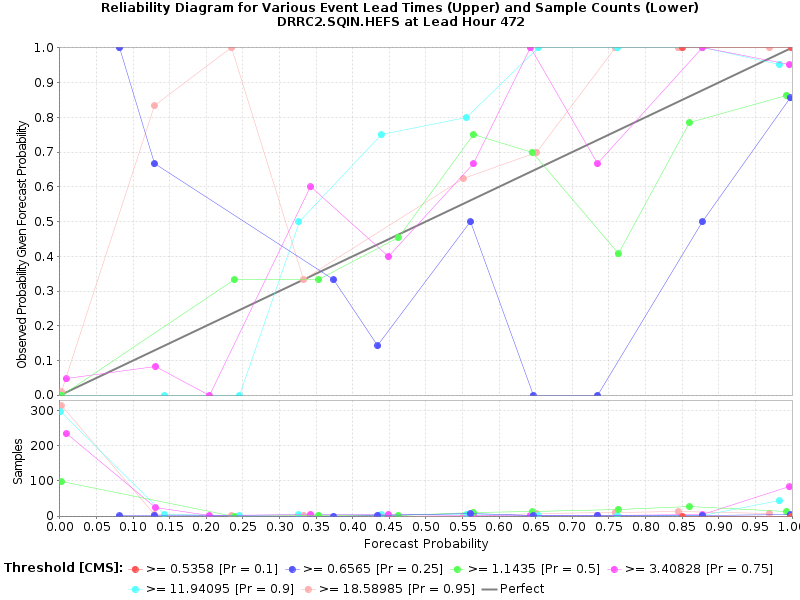 Reliability Diagram for Various Event Lead Times (Upper) and Sample Counts (Lower)
DRRC2.SQIN.HEFS at Lead Hour 472
Observed Probability Given Forecast Probability
1.0
0.9
0.8
0.7
0.6
0.5
0.4
0.3
0.2
0.1
0.0
Samples
300
200
100
0
0.00 0.05 0.10 0.15 0.20 0.25 0.30 0.35 0.40 0.45 0.50 0.55 0.60 0.65 0.70 0.75 0.80 0.85 0.90 0.95 1.0
Forecast Probability
Threshold [CMS]: >= 0.5358 [Pr = 0.1] >= 0.6565 [Pr = 0.25] >= 1.1435 [Pr = 0.5] >= 3.40828 [Pr = 0.75]
>= 11.94095 [Pr = 0.9] >= 18.58985 [Pr = 0.95] Perfect